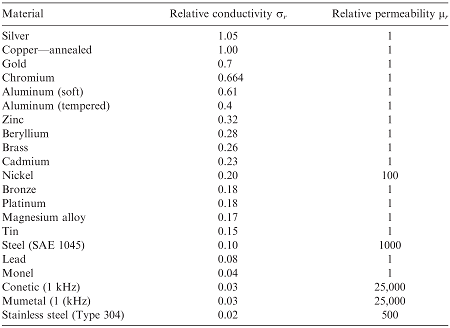 Material Relative conductivity σr Relative permeability μr
Silver 1.05 1
Copper—annealed 1.00 1
Gold 0.7 1
Chromium 0.664 1
Aluminum (soft) 0.61 1
Aluminum (tempered) 0.4 1
Zinc 0.32 1
Beryllium 0.28 1
Brass 0.26 1
Cadmium 0.23 1
Nickel 0.20 100
Bronze 0.18 1
Platinum 0.18 1
Magnesium alloy 0.17 1
Tin 0.15 1
Steel (SAE 1045) 0.10 1000
Lead 0.08 1
Monel 0.04 1
Conetic (1 kHz) 0.03 25,000
Mumetal (1 (kHz) 0.03 25,000
Stainless steel (Type 304) 0.02 500